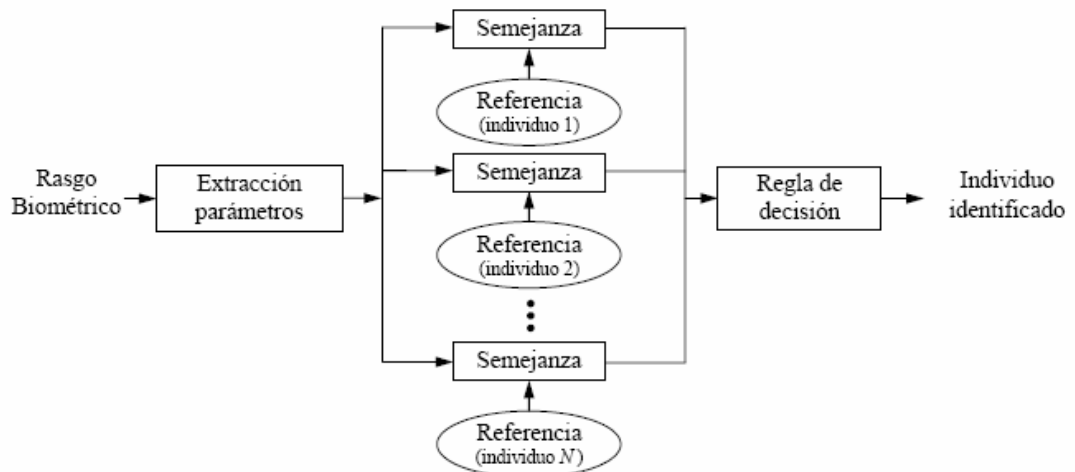 Semejanza
Referencia
(individuo 1)
Rasgo
Biométrico
Extracción
parámetros
Semejanza
Referencia
(individuo 2)
Regla de
decisión
Individuo
identificado
Semejanza
Referencia
(individuo N)